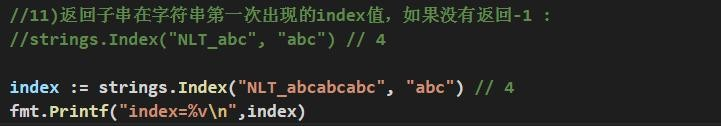 //11)返回子串在字符串第一次出现的index值，如果没有返回-1 :
//strings.Index("NLT_abc", "abc") // 4
index := strings.Index("NLT_abcabcabc", "abc") // 4
fmt.Printf("index=%v\n",index)